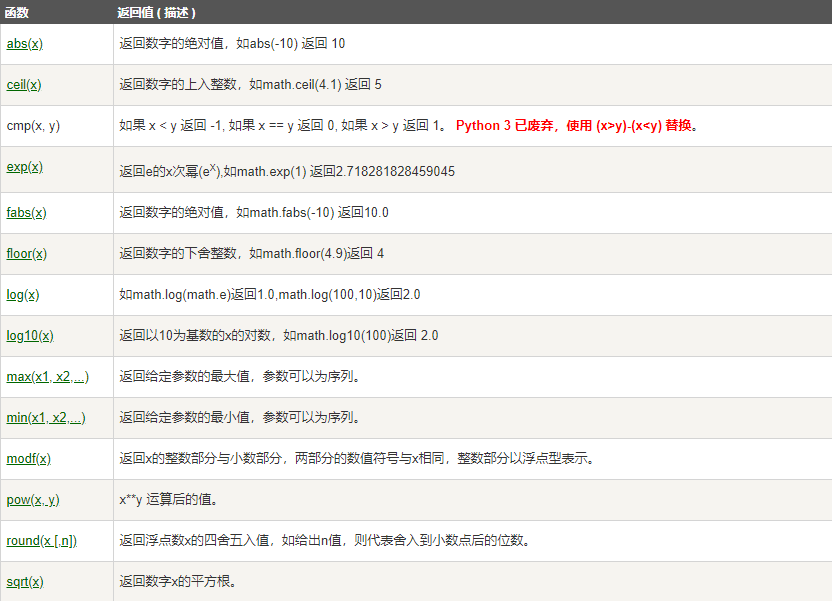 函数 返回值 ( 描述 )
abs(x) 返回数字的绝对值，如abs(-10) 返回 10
ceil(x) 返回数字的上入整数，如math.ceil(4.1) 返回 5
cmp(x, y) 如果 x < y 返回 -1, 如果 x == y 返回 0, 如果 x > y 返回 1。 Python 3 已废弃，使用 (x>y)-(x<y) 替换。
exp(x) 返回e的x次幂(eˣ),如math.exp(1) 返回2.718281828459045
fabs(x) 返回数字的绝对值，如math.fabs(-10) 返回10.0
floor(x) 返回数字的下舍整数，如math.floor(4.9)返回 4
log(x) 如math.log(math.e)返回1.0,math.log(100,10)返回2.0
log10(x) 返回以10为基数的x的对数，如math.log10(100)返回 2.0
max(x1, x2,...) 返回给定参数的最大值，参数可以为序列。
min(x1, x2,...) 返回给定参数的最小值，参数可以为序列。
modf(x) 返回x的整数部分与小数部分，两部分的数值符号与x相同，整数部分以浮点型表示。
pow(x, y) x**y 运算后的值。
round(x [,n]) 返回浮点数x的四舍五入值，如给出n值，则代表舍入到小数点后的位数。
sqrt(x) 返回数字x的平方根。